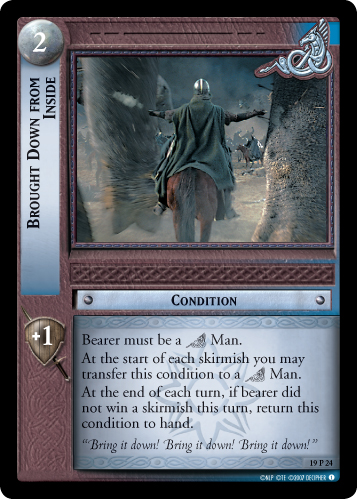 2
BROUGHT DOWN FROM
INSIDE
CONDITION
+1
Bearer must be a Man.
At the start of each skirmish you may
transfer this condition to a Man.
At the end of each turn, if bearer did
not win a skirmish this turn, return this
condition to hand.
“Bring it down! Bring it down! Bring it down!”
19 P 24
©NLP ™TE ©2007 DECIPHER